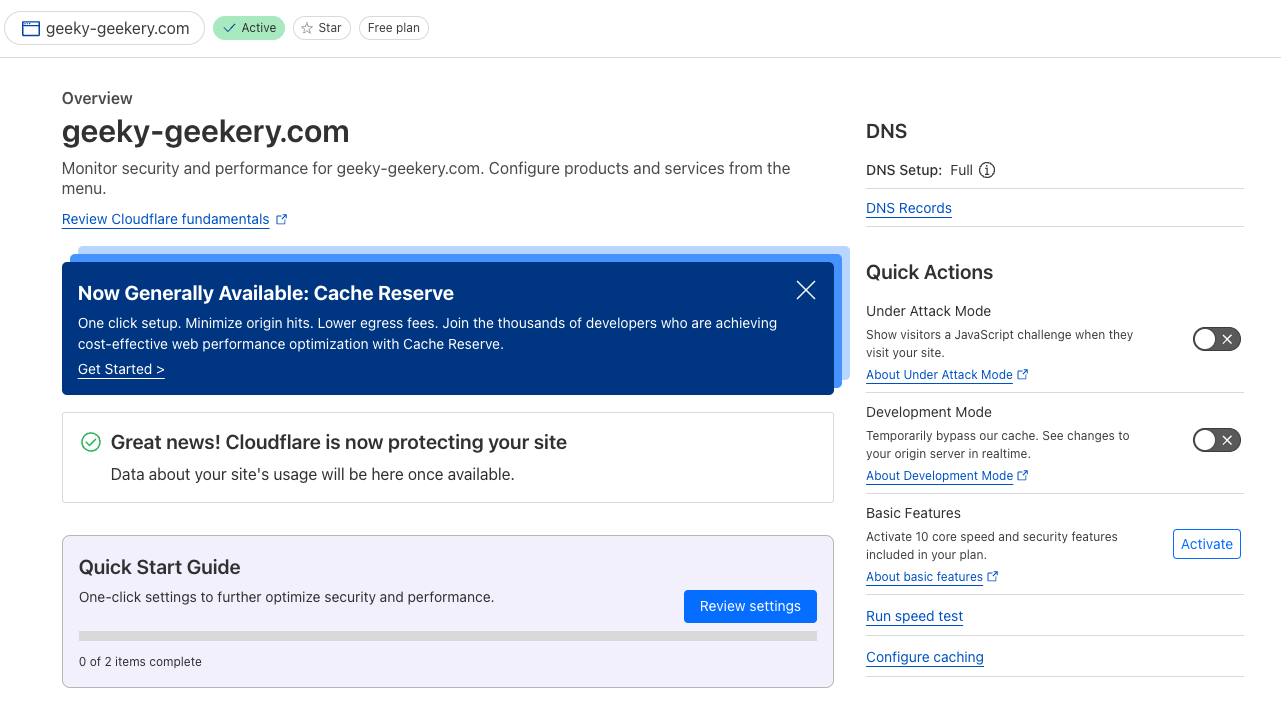 geeky-geekery.com
Active
Star
Free plan
Overview
geeky-geekery.com
Monitor security and performance for geeky-geekery.com. Configure products and services from the
menu.
Review Cloudflare fundamentals
Now Generally Available: Cache Reserve
One click setup. Minimize origin hits. Lower egress fees. Join the thousands of developers who are achieving
cost-effective web performance optimization with Cache Reserve.
Get Started >
Great news! Cloudflare is now protecting your site
Data about your site's usage will be here once available.
Quick Start Guide
One-click settings to further optimize security and performance.
Review settings
0 of 2 items complete
DNS
DNS Setup: Full
DNS Records
Quick Actions
Under Attack Mode
Show visitors a JavaScript challenge when they
visit your site.
About Under Attack Mode
Development Mode
Temporarily bypass our cache. See changes to
your origin server in realtime.
About Development Mode
Basic Features
Activate 10 core speed and security features
included in your plan.
Activate
About basic features
Run speed test
Configure caching